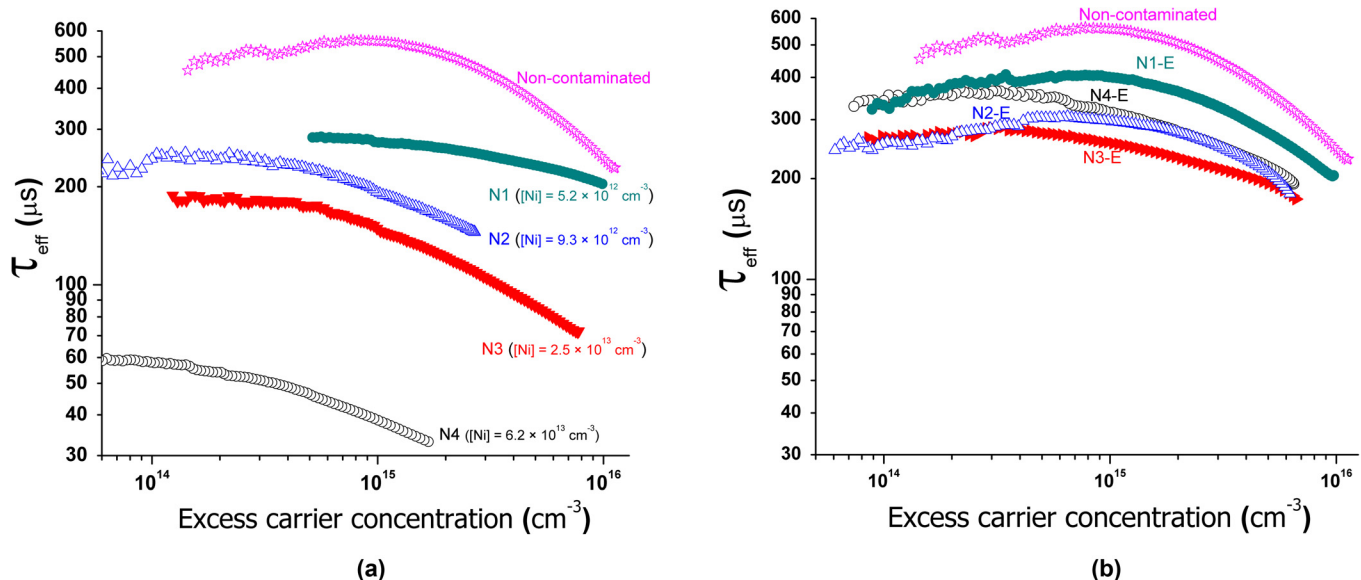 600
500
400
300
200
100
90
80
70
60
50
40
30
τeff (μs)
Non-contaminated
N1 ([Ni] = 5.2 × 10^12 cm^-3)
N2 ([Ni] = 9.3 × 10^12 cm^-3)
N3 ([Ni] = 2.5 × 10^13 cm^-3)
N4 ([Ni] = 6.2 × 10^13 cm^-3)
10^14
10^15
10^16
Excess carrier concentration (cm^-3)
(a)
600
500
400
300
200
100
90
80
70
60
50
40
30
τeff (μs)
Non-contaminated
N1-E
N4-E
N2-E
N3-E
10^14
10^15
10^16
Excess carrier concentration (cm^-3)
(b)